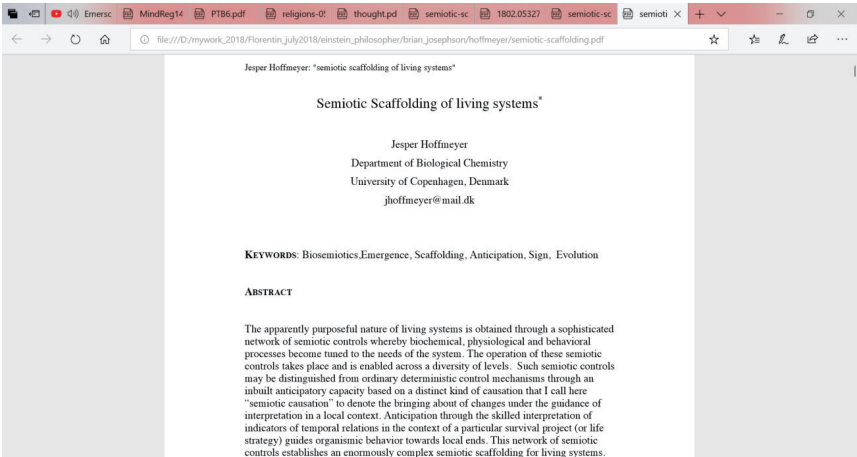 Emersc MindReg14 PTB6.pdf religions-0! thought.pd semiotic-sc 1802.05327 semiotic-sc semioti
file:///D:/mywork_2018/Florentin_july2018/einstein_philosopher/brian_josephson/hoffmeyer/semiotic-scaffolding.pdf
Jesper Hoffmeyer: "semiotic scaffolding of living systems"
Semiotic Scaffolding of living systems*
Jesper Hoffmeyer
Department of Biological Chemistry
University of Copenhagen, Denmark
jhoffmeyer@mail.dk
KEYWORDS: Biosemiotics,Emergence, Scaffolding, Anticipation, Sign, Evolution
ABSTRACT
The apparently purposeful nature of living systems is obtained through a sophisticated
network of semiotic controls whereby biochemical, physiological and behavioral
processes become tuned to the needs of the system. The operation of these semiotic
controls takes place and is enabled across a diversity of levels. Such semiotic controls
may be distinguished from ordinary deterministic control mechanisms through an
inbuilt anticipatory capacity based on a distinct kind of causation that I call here
"semiotic causation" to denote the bringing about of changes under the guidance of
interpretation in a local context. Anticipation through the skilled interpretation of
indicators of temporal relations in the context of a particular survival project (or life
strategy) guides organismic behavior towards local ends. This network of semiotic
controls establishes an enormously complex semiotic scaffolding for living systems.